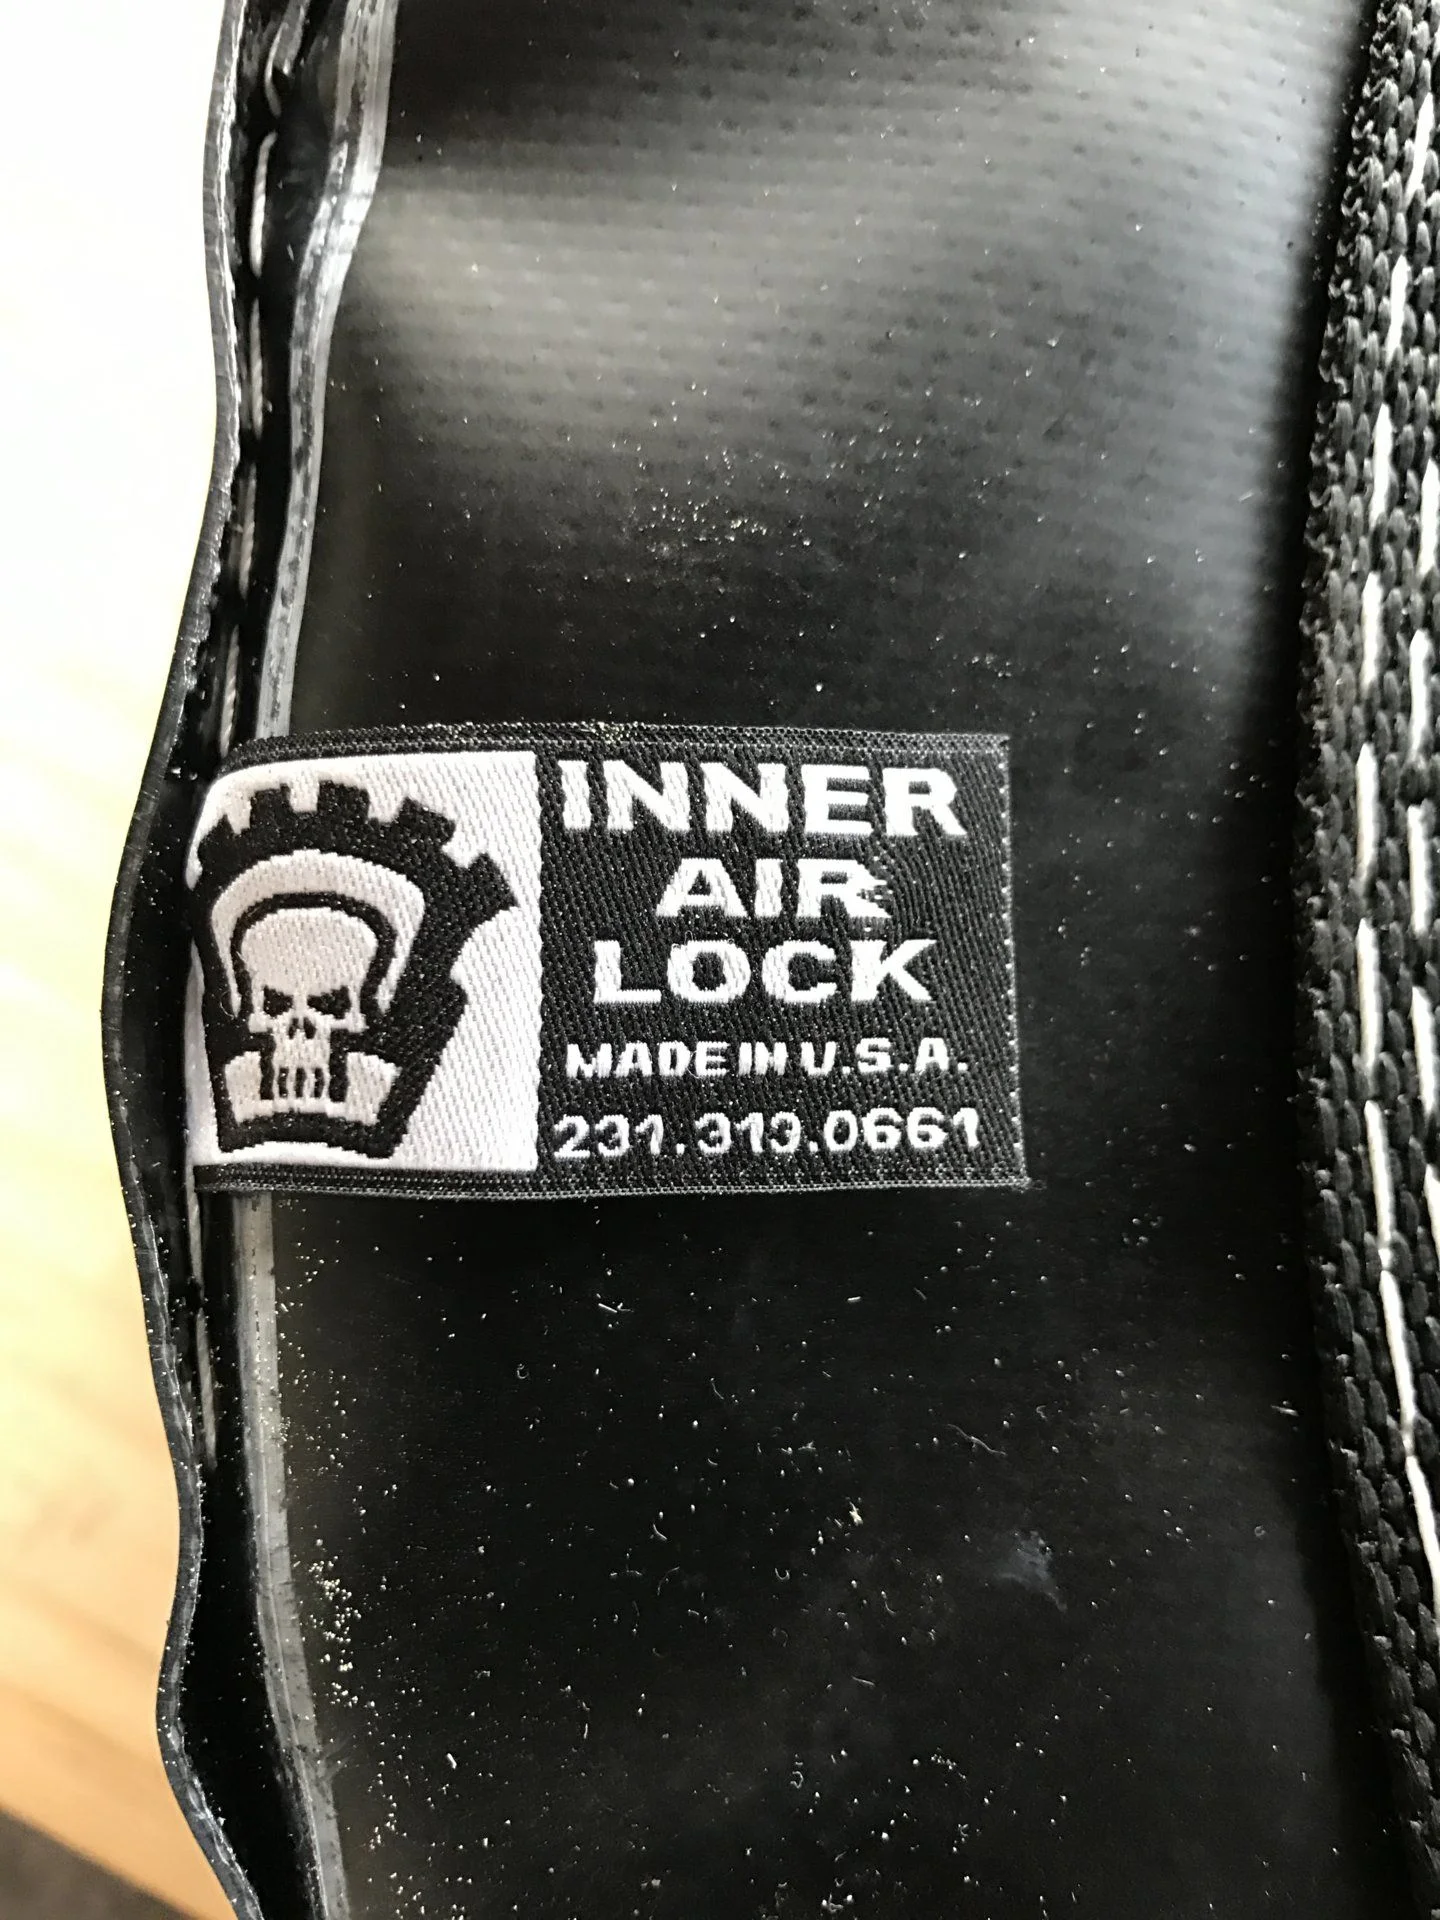 INNER
AIR
LOCK
MADE IN U.S.A.
231.313.0661